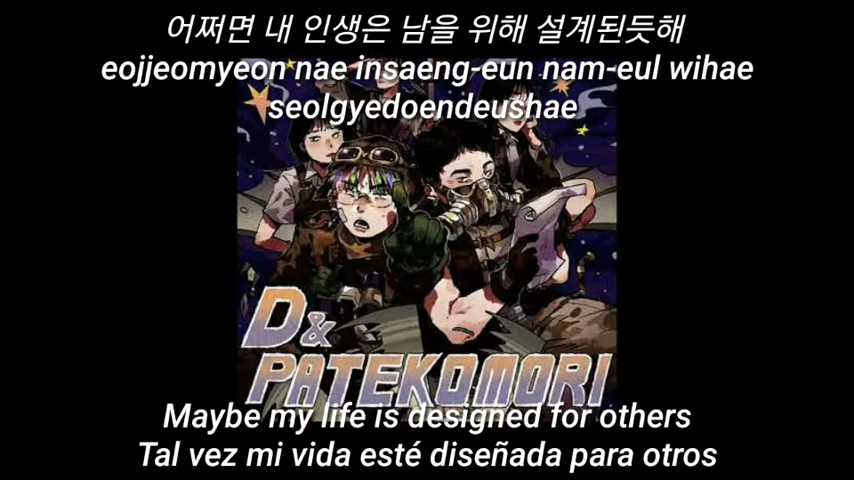 어쩌면 내 인생은 남을 위해 설계된듯해
eojjeomyeon nae insaeng-eun nam-eul wihae
seolgyedoendeushae
D &
PATEKOMORI
Maybe my life is designed for others
Tal vez mi vida esté diseñada para otros